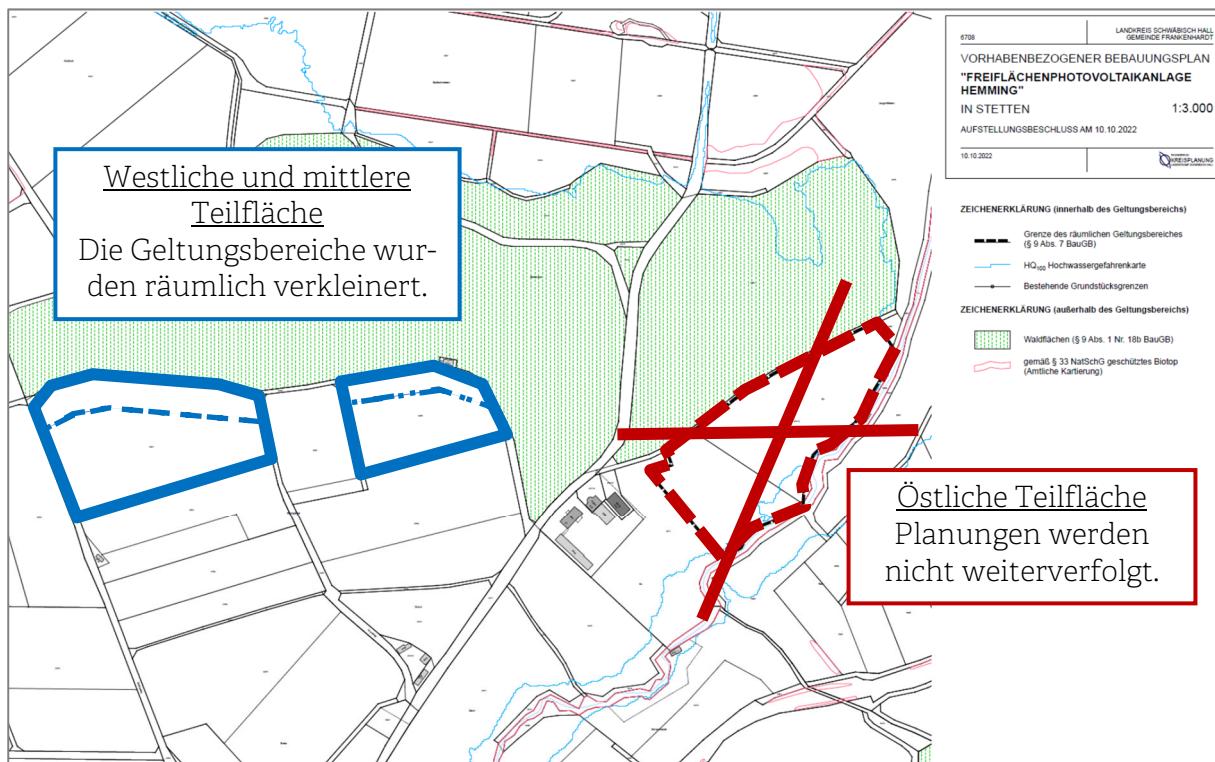 Westliche und mittlere
Teilfläche
Die Geltungsbereiche wur-
den räumlich verkleinert.
Östliche Teilfläche
Planungen werden
nicht weiterverfolgt.
6708
LANDKREIS SCHWÄBISCH HALL
GEMEINDE FRANKENHARDT
VORHABENBEZOGENER BEBAUUNGSPLAN
"FREIFLÄCHENPHOTOVOLTAIKANLAGE
HEMMING"
IN STETTEN 1:3.000
AUFSTELLUNGSBESCHLUSS AM 10.10.2022
10.10.2022
KREISPLANUNG
ZEICHENERKLÄRUNG (innerhalb des Geltungsbereichs)
Grenze des räumlichen Geltungsbereiches
(§ 9 Abs. 7 BauGB)
HQ100 Hochwassergefahrenkarte
Bestehende Grundstücksgrenzen
ZEICHENERKLÄRUNG (außerhalb des Geltungsbereichs)
Waldflächen (§ 9 Abs. 1 Nr. 18b BauGB)
gemäß § 33 NatSchG geschütztes Biotop
(Amtliche Kartierung)